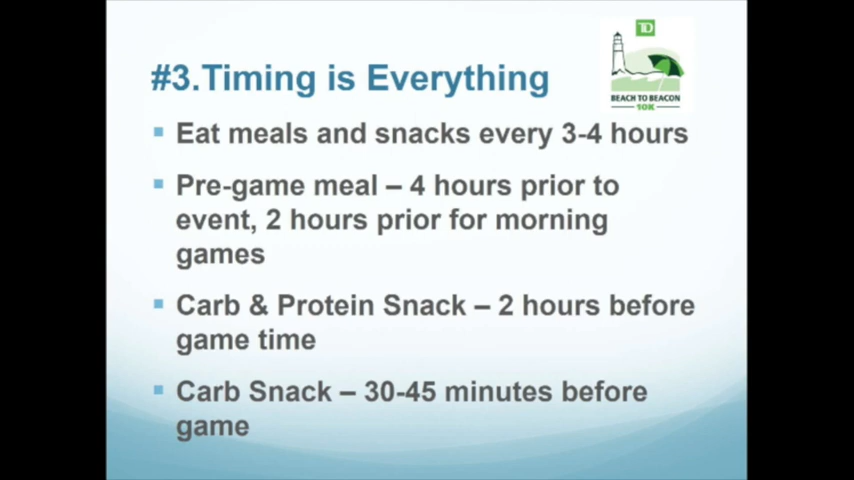 TD
BEACH TO BEACON
10K
#3.Timing is Everything
▪ Eat meals and snacks every 3-4 hours
▪ Pre-game meal – 4 hours prior to
event, 2 hours prior for morning
games
▪ Carb & Protein Snack – 2 hours before
game time
▪ Carb Snack – 30-45 minutes before
game